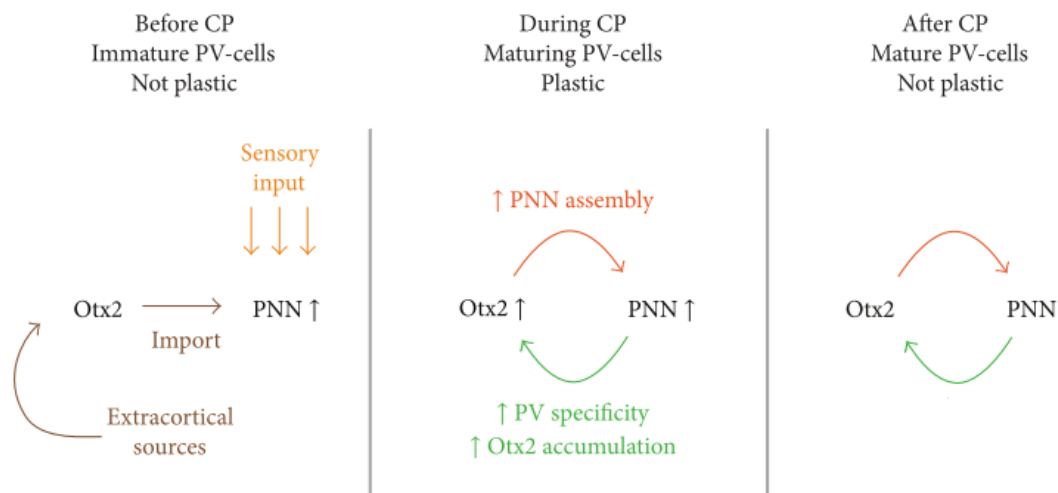 Before CP
Immature PV-cells
Not plastic
Sensory
input
Otx2
PNN ↑
Import
Extracortical
sources
During CP
Maturing PV-cells
Plastic
↑ PNN assembly
Otx2 ↑
PNN ↑
↑ PV specificity
↑ Otx2 accumulation
After CP
Mature PV-cells
Not plastic
Otx2
PNN